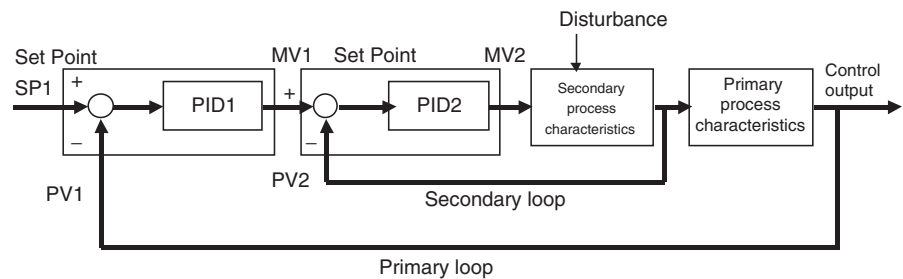 Disturbance
Set Point
MV1
Set Point
MV2
Control
output
SP1
+
PID1
+
PID2
Secondary
process
characteristics
Primary
process
characteristics
–
–
PV1
PV2
Secondary loop
Primary loop